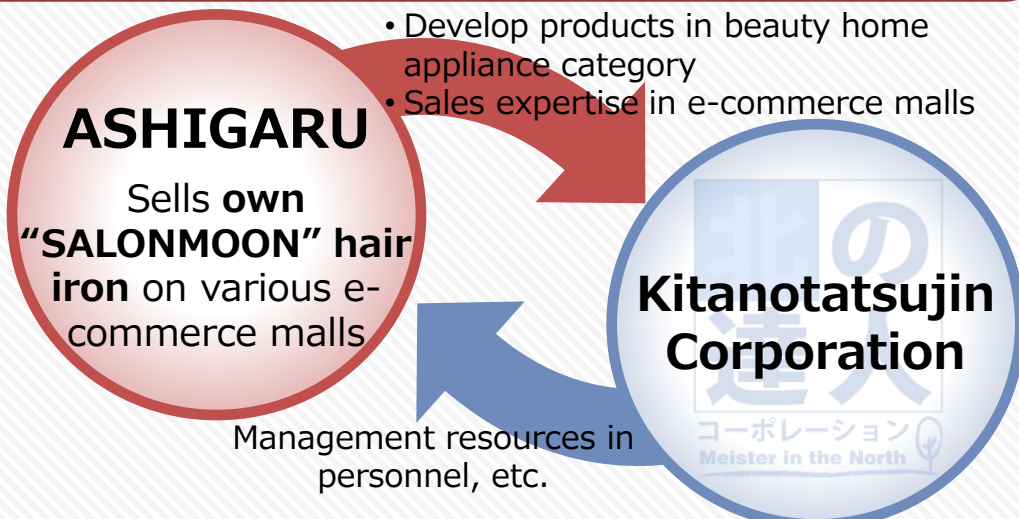 • Develop products in beauty home
appliance category
• Sales expertise in e-commerce malls
ASHIGARU
Sells own
“SALONMOON” hair
iron on various e-
commerce malls
北の
達人
Kitanotatsujin
Corporation
コーポレーション
Meister in the North
Management resources in
personnel, etc.